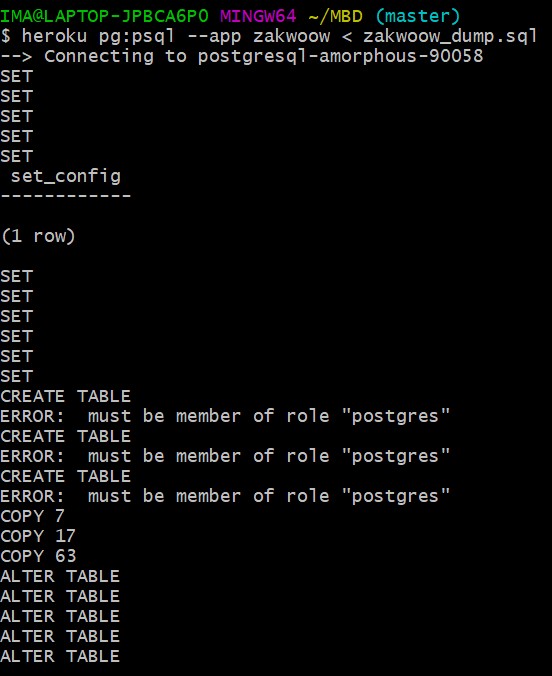 IMA@LAPTOP-JPBCA6P0 MINGW64 ~/MBD (master)
$ heroku pg:psql --app zakwoow < zakwoow_dump.sql
--> Connecting to postgresql-amorphous-90058
SET
SET
SET
SET
SET
 set_config
------------

(1 row)

SET
SET
SET
SET
SET
SET
CREATE TABLE
ERROR:  must be member of role "postgres"
CREATE TABLE
ERROR:  must be member of role "postgres"
CREATE TABLE
ERROR:  must be member of role "postgres"
COPY 7
COPY 17
COPY 63
ALTER TABLE
ALTER TABLE
ALTER TABLE
ALTER TABLE
ALTER TABLE